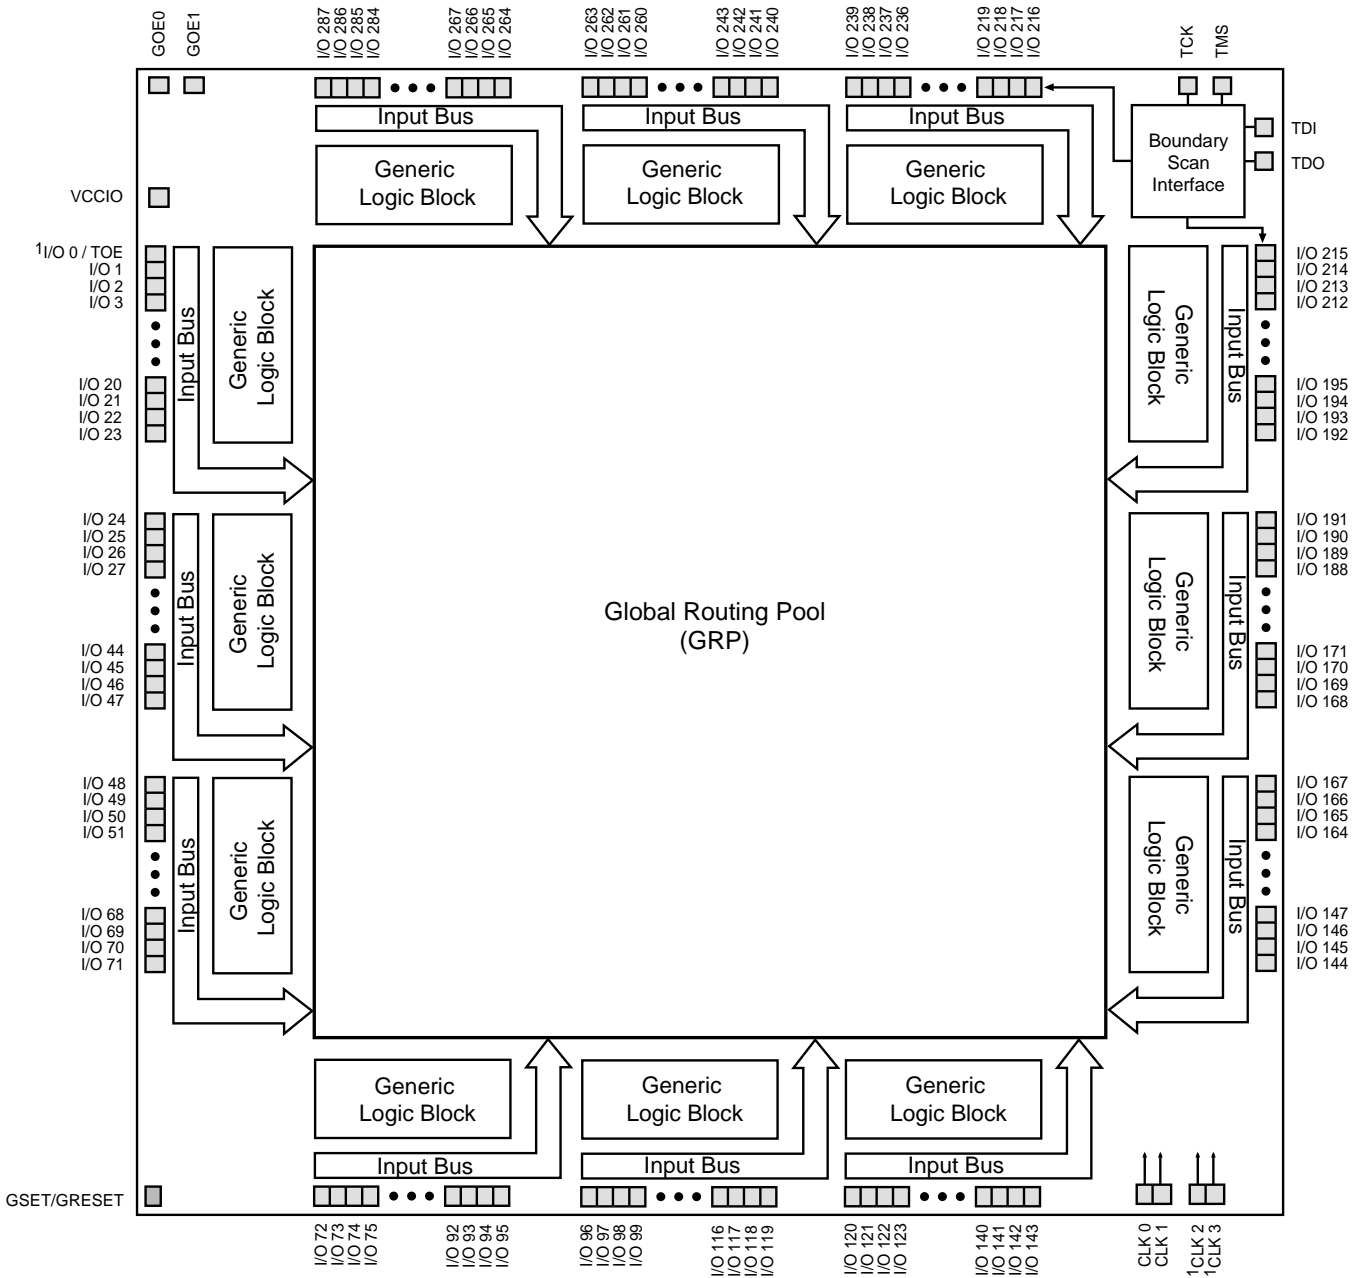 GOE0
GOE1
I/O 287
I/O 286
I/O 285
I/O 284
I/O 267
I/O 266
I/O 265
I/O 264
I/O 263
I/O 262
I/O 261
I/O 260
I/O 243
I/O 242
I/O 241
I/O 240
I/O 239
I/O 238
I/O 237
I/O 236
I/O 219
I/O 218
I/O 217
I/O 216
TCK
TMS
Input Bus
Input Bus
Input Bus
TDI
TDO
Boundary
Scan
Interface
Generic
Logic Block
Generic
Logic Block
Generic
Logic Block
VCCIO
1I/O 0 / TOE
I/O 1
I/O 2
I/O 3
I/O 20
I/O 21
I/O 22
I/O 23
Input Bus
Generic
Logic Block
Generic
Logic Block
Input Bus
I/O 215
I/O 214
I/O 213
I/O 212
I/O 195
I/O 194
I/O 193
I/O 192
I/O 24
I/O 25
I/O 26
I/O 27
I/O 44
I/O 45
I/O 46
I/O 47
Input Bus
Generic
Logic Block
Global Routing Pool
(GRP)
Generic
Logic Block
Input Bus
I/O 191
I/O 190
I/O 189
I/O 188
I/O 171
I/O 170
I/O 169
I/O 168
I/O 48
I/O 49
I/O 50
I/O 51
I/O 68
I/O 69
I/O 70
I/O 71
Input Bus
Generic
Logic Block
Generic
Logic Block
Input Bus
I/O 167
I/O 166
I/O 165
I/O 164
I/O 147
I/O 146
I/O 145
I/O 144
Generic
Logic Block
Generic
Logic Block
Generic
Logic Block
Input Bus
Input Bus
Input Bus
GSET/GRESET
I/O 72
I/O 73
I/O 74
I/O 75
I/O 92
I/O 93
I/O 94
I/O 95
I/O 96
I/O 97
I/O 98
I/O 99
I/O 116
I/O 117
I/O 118
I/O 119
I/O 120
I/O 121
I/O 122
I/O 123
I/O 140
I/O 141
I/O 142
I/O 143
CLK 0
CLK 1
1CLK 2
1CLK 3